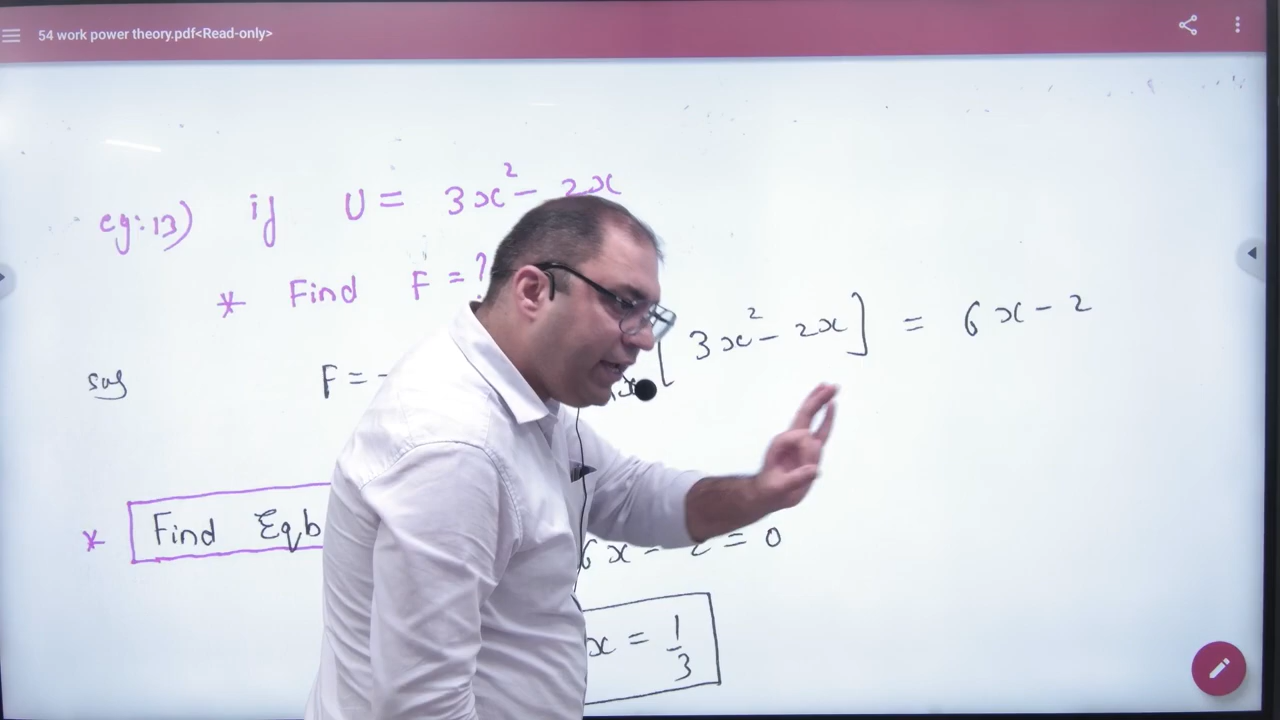 54 work power theory.pdf<Read-only>
eg:13) if U = 3x² - 2x
* Find F = ?
[3x² - 2x] = 6x - 2
F = -
* Find Eqb
6x - 2 = 0
x = 1/3